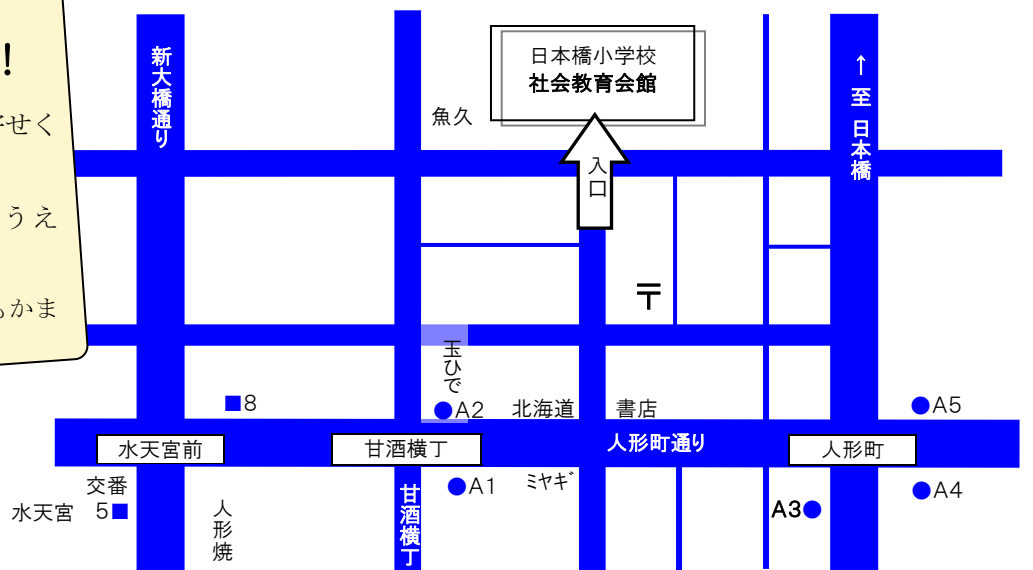 ！
せく
うえ
かま
新大橋通り
魚久
日本橋小学校
社会教育会館
入口
↑至 日本橋
〒
玉ひで
■8
●A2
北海道
書店
●A5
水天宮前
甘酒横丁
人形町通り
人形町
交番
水天宮 5■
人形焼
甘酒横丁
●A1
ミヤギ
A3●
●A4